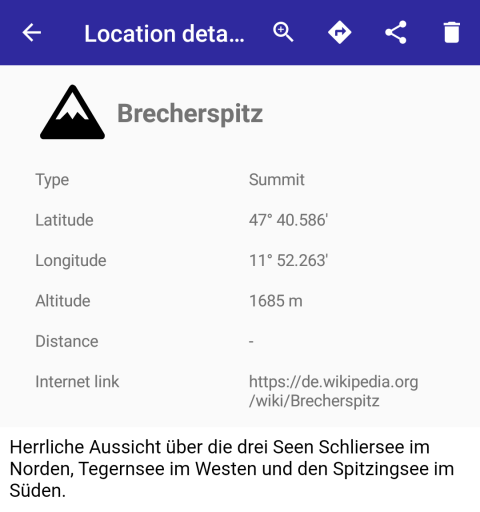 Location deta...
Brecherspitz
Type Summit
Latitude 47° 40.586'
Longitude 11° 52.263'
Altitude 1685 m
Distance -
Internet link https://de.wikipedia.org
/wiki/Brecherspitz
Herrliche Aussicht über die drei Seen Schliersee im
Norden, Tegernsee im Westen und den Spitzingsee im
Süden.